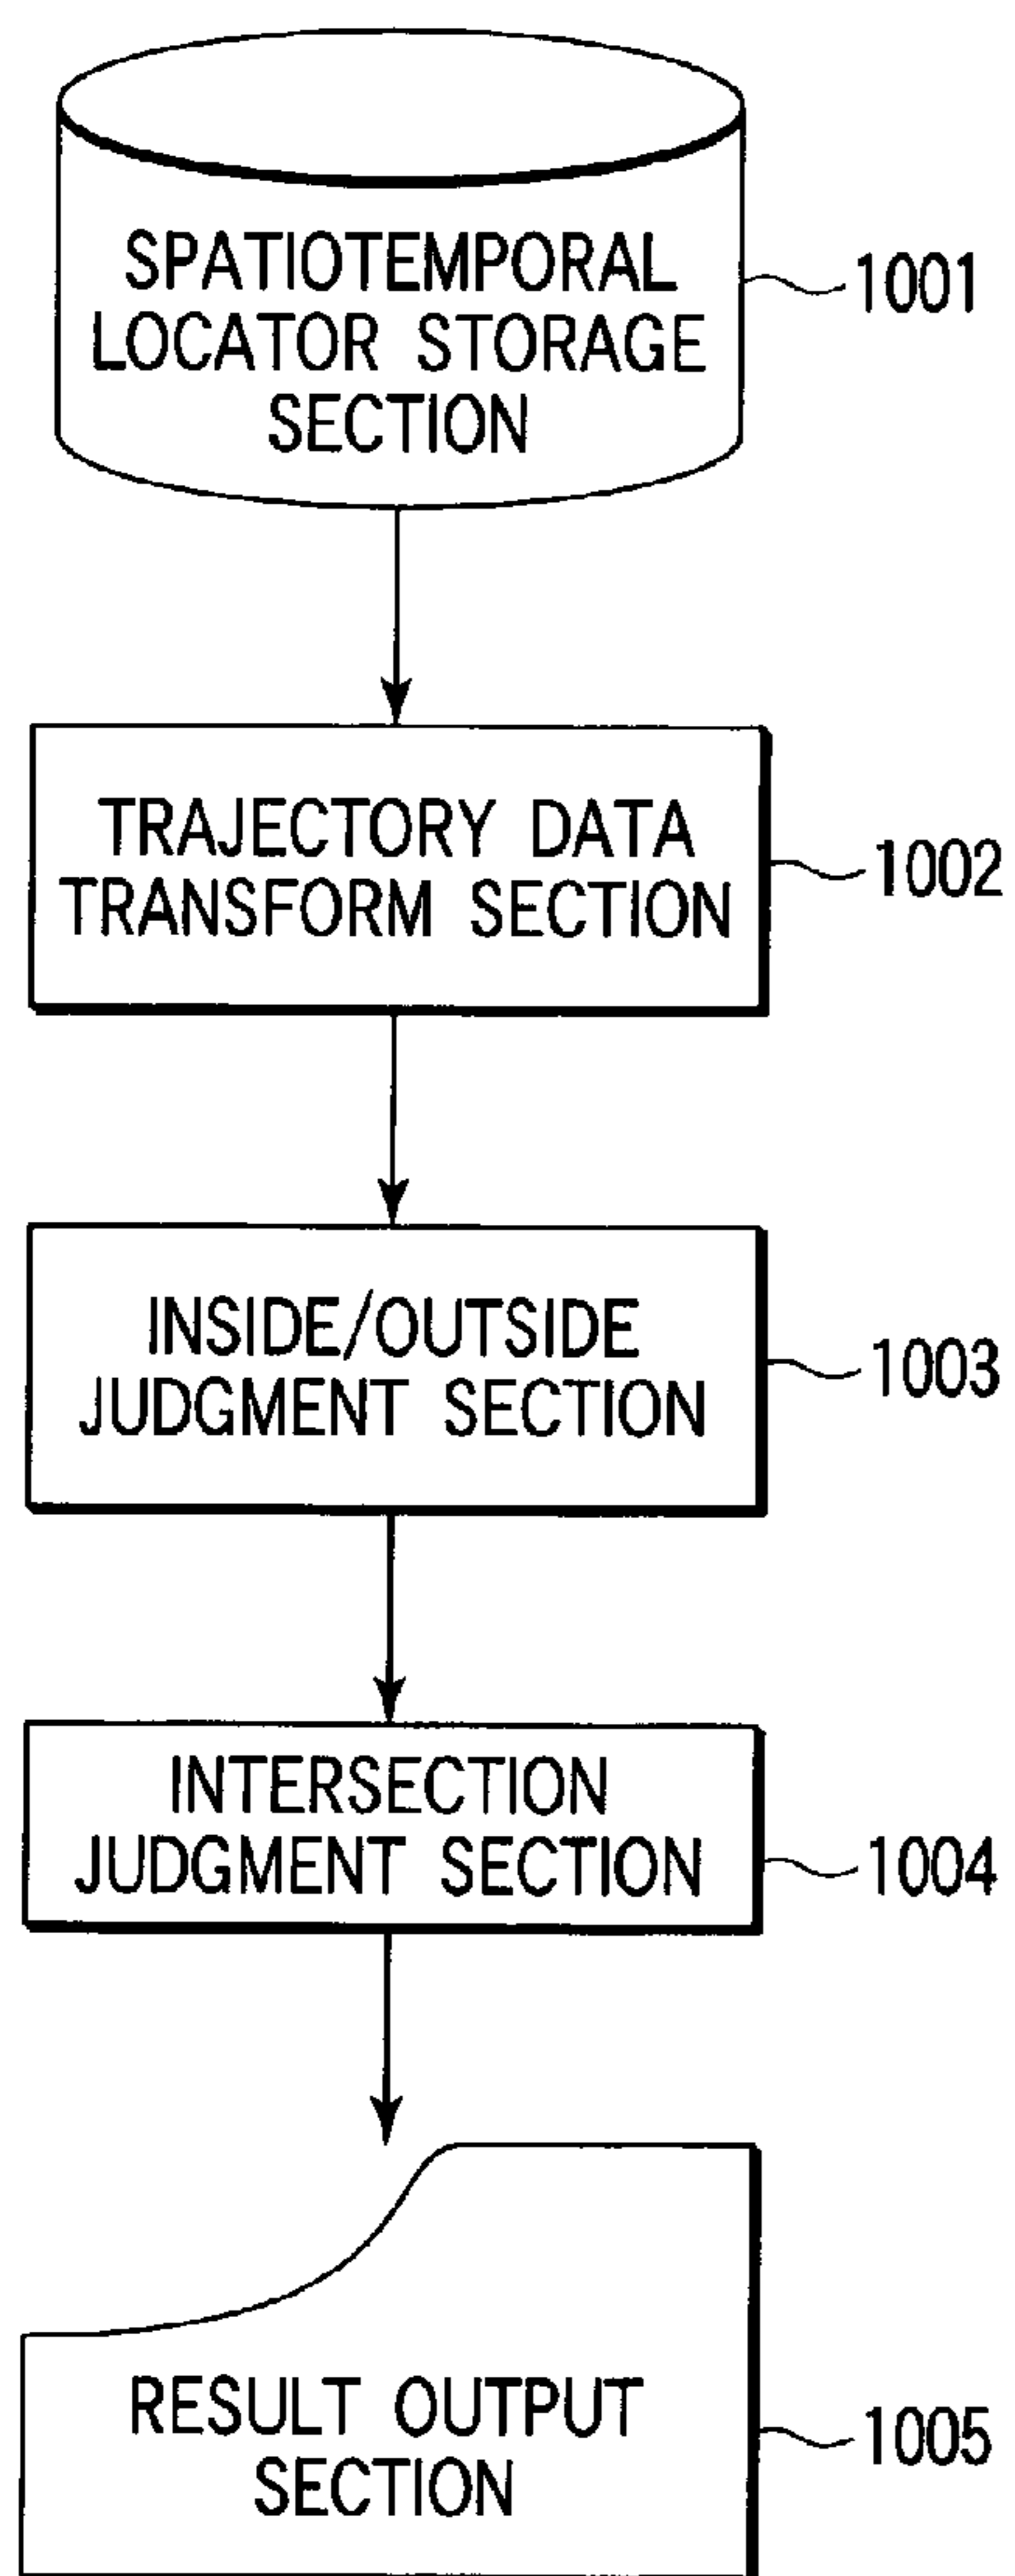 SPATIOTEMPORAL
LOCATOR STORAGE
SECTION
1001
TRAJECTORY DATA
TRANSFORM SECTION
1002
INSIDE/OUTSIDE
JUDGMENT SECTION
1003
INTERSECTION
JUDGMENT SECTION
1004
RESULT OUTPUT
SECTION
1005